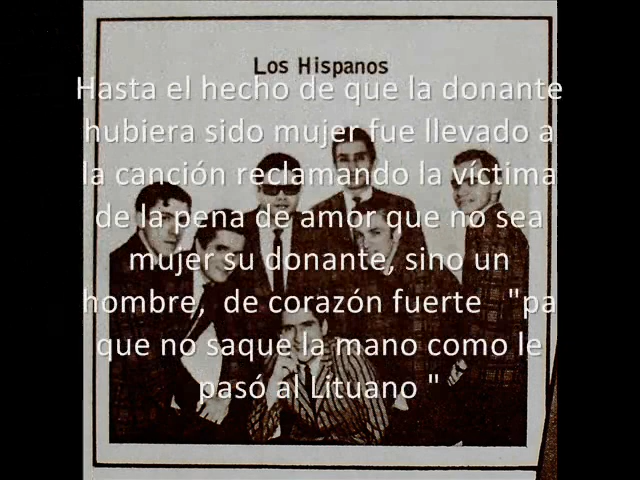 Los Hispanos
Hasta el hecho de que la donante
hubiera sido mujer fue llevado a
la canción reclamando la víctima
de la pena de amor que no sea
mujer su donante, sino un
hombre,  de corazón fuerte  "pa
que no saque la mano como le
pasó al Lituano "